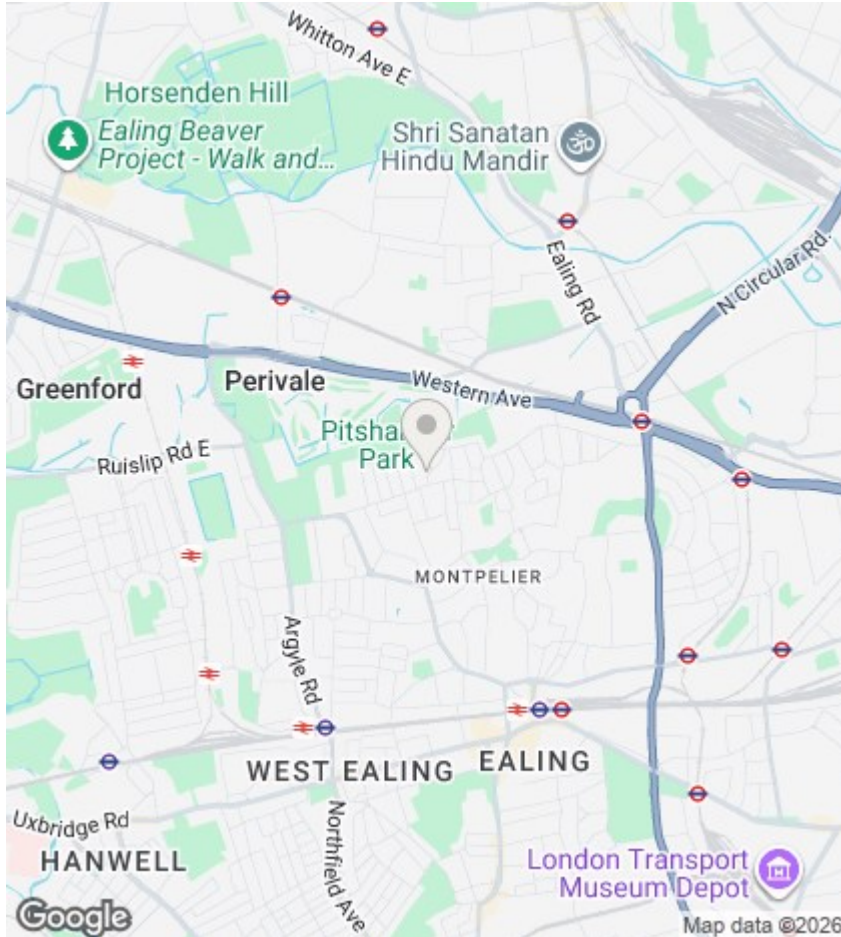 Whitton Ave E
Horsenden Hill
Ealing Beaver
Project - Walk and...
Shri Sanatan
Hindu Mandir
Ealing Rd
N Circular Rd.
Greenford
Perivale
Western Ave
Park
Ruislip Rd E
MONTPELIER
Argyle Rd
WEST EALING
EALING
Uxbridge Rd
HANWELL
Northfield Ave
London Transport
Museum Depot
Google
Map data ©2026